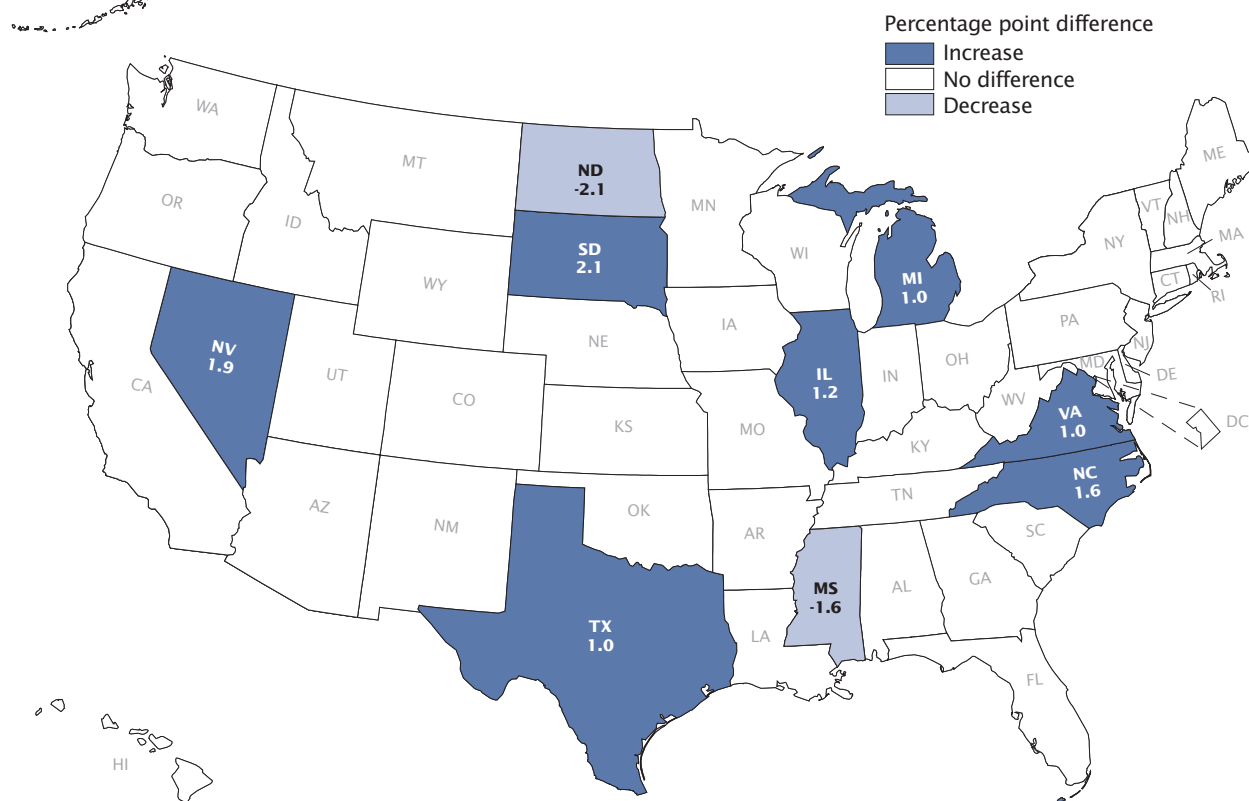 Percentage point difference
Increase
No difference
Decrease
WA
MT
ND
-2.1
MN
ME
OR
ID
SD
2.1
WI
VT
NH
NY
MA
WY
MI
1.0
CT
RI
NV
1.9
NE
IA
PA
NJ
CA
UT
CO
IL
1.2
IN
OH
MD
DE
KS
MO
WV
VA
1.0
DC
KY
NC
1.6
AZ
NM
OK
AR
TN
SC
MS
-1.6
AL
GA
TX
1.0
LA
FL
HI